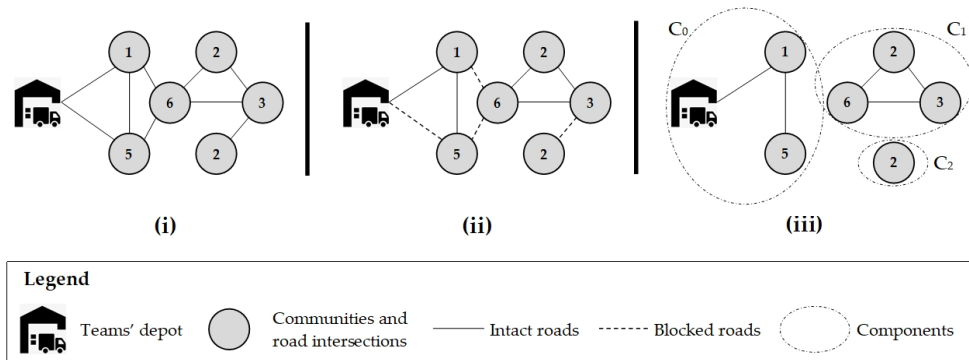 1 2
6 3
5 2
(i)
1 2
6 3
5 2
(ii)
C₀ C₁
1 2
6 3
5 2
C₂
(iii)
Legend
Teams' depot
Communities and
road intersections
Intact roads
Blocked roads
Components